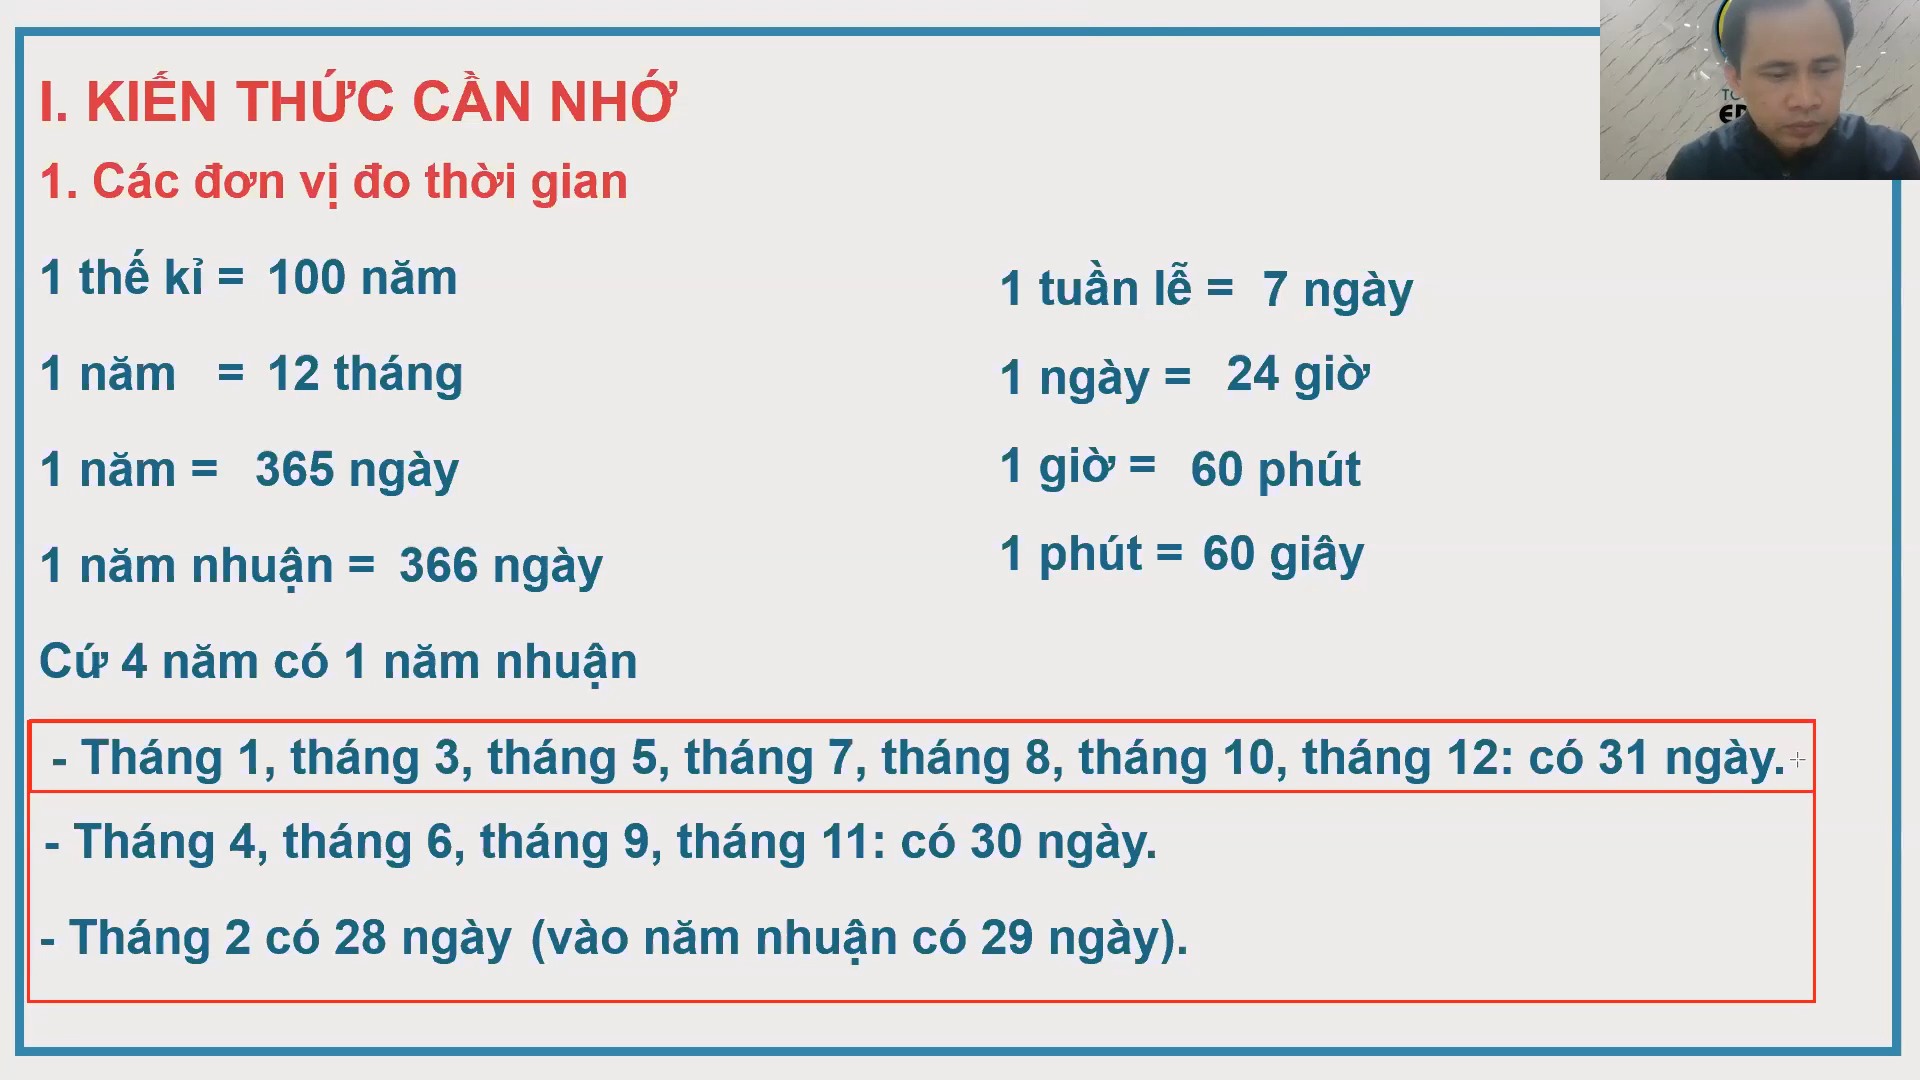 I. KIẾN THỨC CẦN NHỚ
1. Các đơn vị đo thời gian
1 thế kỉ = 100 năm
1 năm = 12 tháng
1 năm = 365 ngày
1 năm nhuận = 366 ngày
Cứ 4 năm có 1 năm nhuận
1 tuần lễ = 7 ngày
1 ngày = 24 giờ
1 giờ = 60 phút
1 phút = 60 giây
- Tháng 1, tháng 3, tháng 5, tháng 7, tháng 8, tháng 10, tháng 12: có 31 ngày.
- Tháng 4, tháng 6, tháng 9, tháng 11: có 30 ngày.
- Tháng 2 có 28 ngày (vào năm nhuận có 29 ngày).